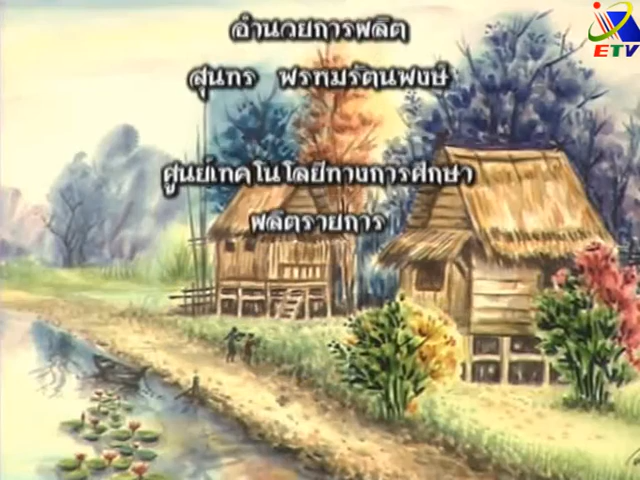 อำนวยการผลิต
สุนทร พรหมรัตนพงษ์
ศูนย์เทคโนโลยีทางการศึกษา
ผลิตรายการ
ETV